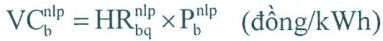 VC_b^nlp = HR_bq^nlp × P_b^nlp (đồng/kWh)